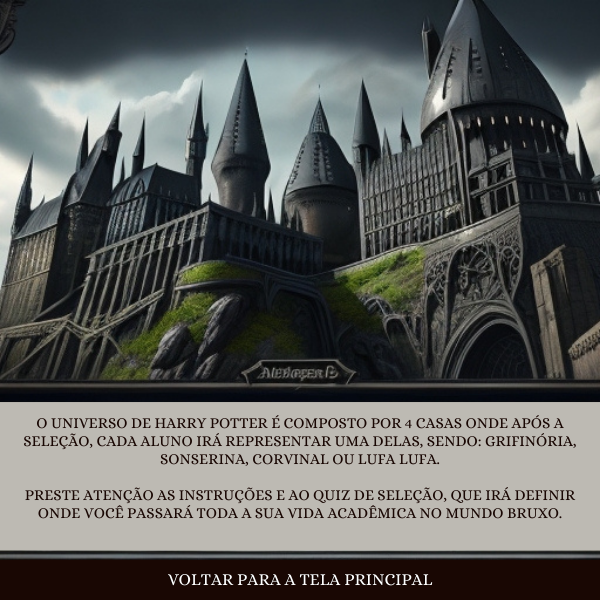 O UNIVERSO DE HARRY POTTER É COMPOSTO POR 4 CASAS ONDE APÓS A
SELEÇÃO, CADA ALUNO IRÁ REPRESENTAR UMA DELAS, SENDO: GRIFINÓRIA,
SONSERINA, CORVINAL OU LUFA LUFA.
PRESTE ATENÇÃO AS INSTRUÇÕES E AO QUIZ DE SELEÇÃO, QUE IRÁ DEFINIR
ONDE VOCÊ PASSARÁ TODA A SUA VIDA ACADÊMICA NO MUNDO BRUXO.
VOLTAR PARA A TELA PRINCIPAL